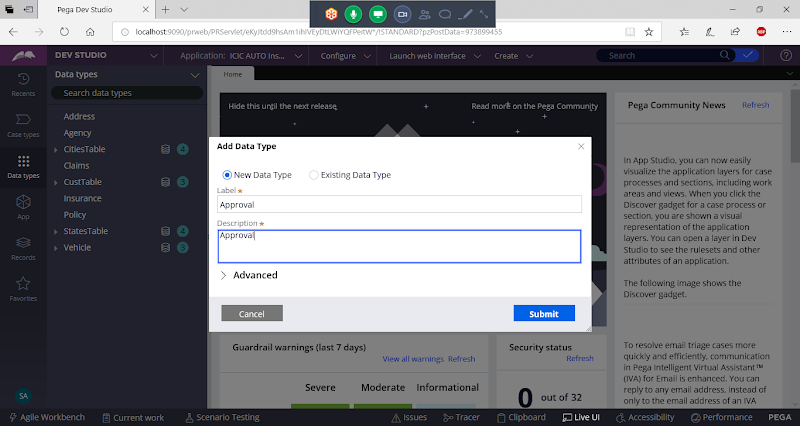 Pega Dev Studio
localhost:9090/prweb/PRServlet/eKyJtdd9hsAm1ihlVEyDtLWiYQFPeitW*/!STANDARD?pzPostData=973899455
DEV STUDIO
Application: ICIC AUTO Ins...
Configure
Launch web interface
Create
Search
Recents
Case types
Data types
App
Records
Favorites
SA
Data types
Search data types
Address
Agency
CitiesTable 4
Claims
CustTable 4
Insurance
Policy
StatesTable 4
Vehicle 3
Home
Hide this until the next release
Read more on the Pega Community
Add Data Type
New Data Type
Existing Data Type
Label
Approval
Description
Approval
Advanced
Cancel
Submit
Guardrail warnings (last 7 days)
View all warnings Refresh
Severe Moderate Informational
Security status
Refresh
0 out of 32
Pega Community News Refresh
In App Studio, you can now easily
visualize the application layers for case
processes and sections, including work
areas and views. When you click the
Discover gadget for a case process or
section, you are shown a visual
representation of the application
layers. You can open a layer in Dev
Studio to see the rulesets and other
attributes of an application.
The following image shows the
Discover gadget.
To resolve email triage cases more
quickly and efficiently, communication
in Pega Intelligent Virtual Assistant™
(IVA) for Email is enhanced. You can
reply to any email address, instead of
only to the email address of an IVA
Agile Workbench
Current work
Scenario Testing
Issues
Tracer
Clipboard
Live UI
Accessibility
Performance
PEGA